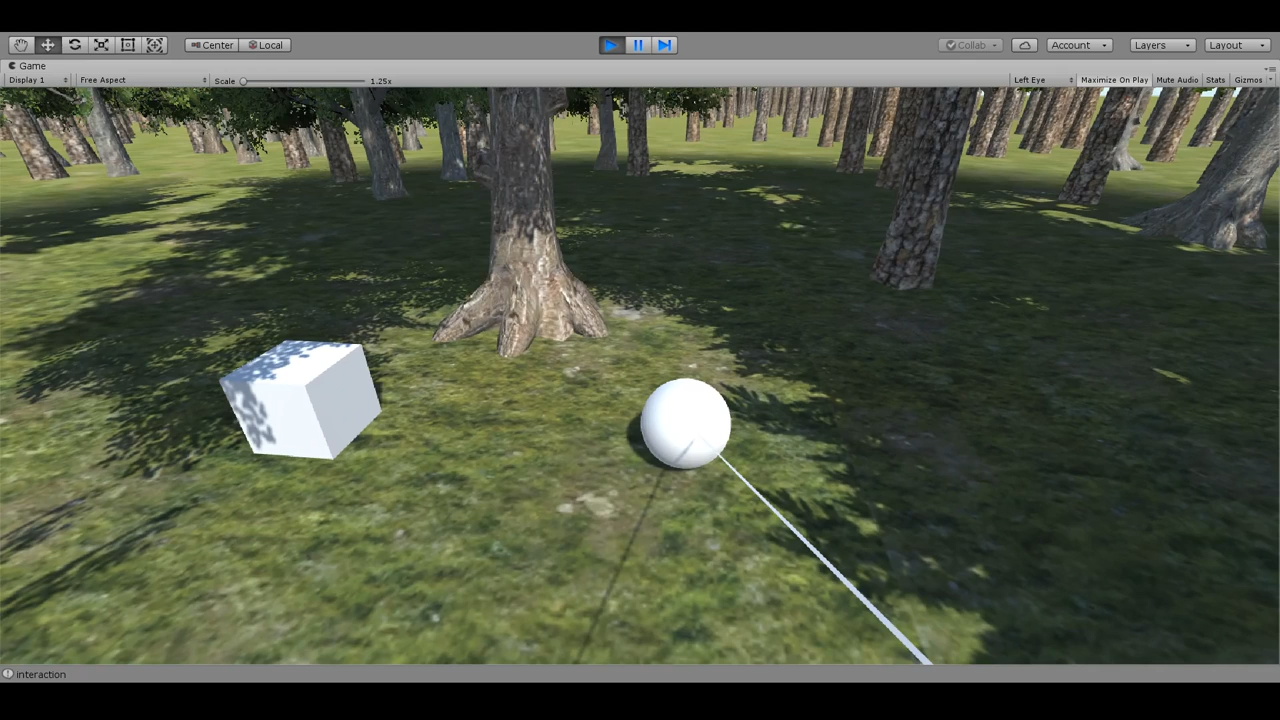 Center Local Collab Account Layers Layout
Game
Display 1 Free Aspect Scale 1.25x Left Eye Maximize On Play Mute Audio Stats Gizmos
interaction